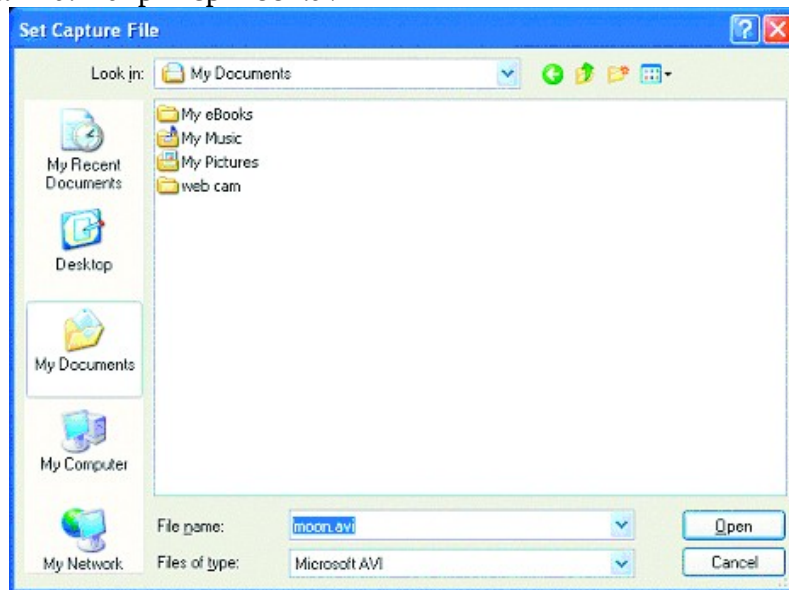 Set Capture File
Look in: My Documents
My eBooks
My Music
My Pictures
web cam
My Recent
Documents
Desktop
My Documents
My Computer
My Network
File name: moon.avi
Open
Files of type: Microsoft AVI
Cancel